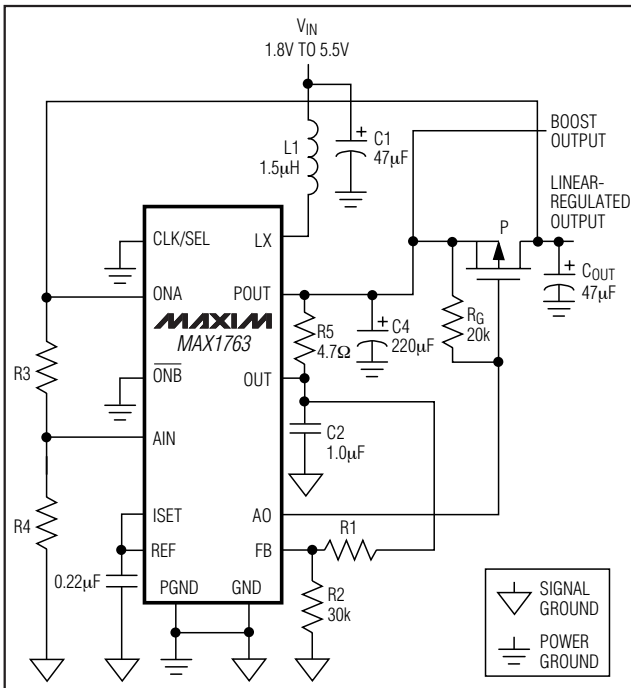 VIN
1.8V TO 5.5V
L1
1.5μH
+
C1
47μF
BOOST
OUTPUT
LINEAR-
REGULATED
OUTPUT
P
+
COUT
47μF
RG
20k
CLK/SEL
LX
ONA
POUT
MAXIM
MAX1763
R5
4.7Ω
+
C4
220μF
R3
ONB
OUT
C2
1.0μF
AIN
R4
ISET
AO
R1
REF
FB
0.22μF
PGND
GND
R2
30k
SIGNAL
GROUND
POWER
GROUND